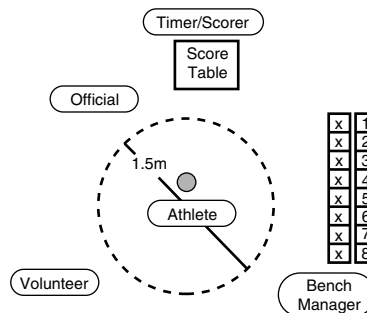 Timer/Scorer
Score
Table
Official
1.5m
Athlete
Volunteer
x 1
x 2
x 3
x 4
x 5
x 6
x 7
x 8
Bench
Manager